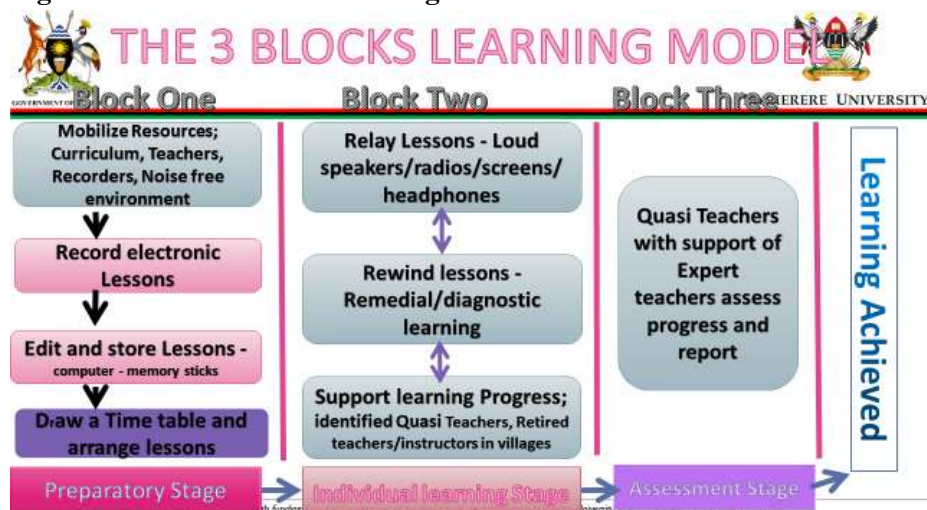 THE 3 BLOCKS LEARNING MODEL
Block One
Block Two
Block Three
GOVERNMENT OF
ERERE UNIVERSITY
Mobilize Resources;
Curriculum, Teachers,
Recorders, Noise free
environment
Record electronic
Lessons
Edit and store Lessons -
computer - memory sticks
Draw a Time table and
arrange lessons
Preparatory Stage
Relay Lessons - Loud
speakers/radios/screens/
headphones
Rewind lessons -
Remedial/diagnostic
learning
Support learning Progress;
identified Quasi Teachers, Retired
teachers/instructors in villages
Individual learning Stage
Quasi Teachers
with support of
Expert
teachers assess
progress and
report
Assessment Stage
Learning Achieved